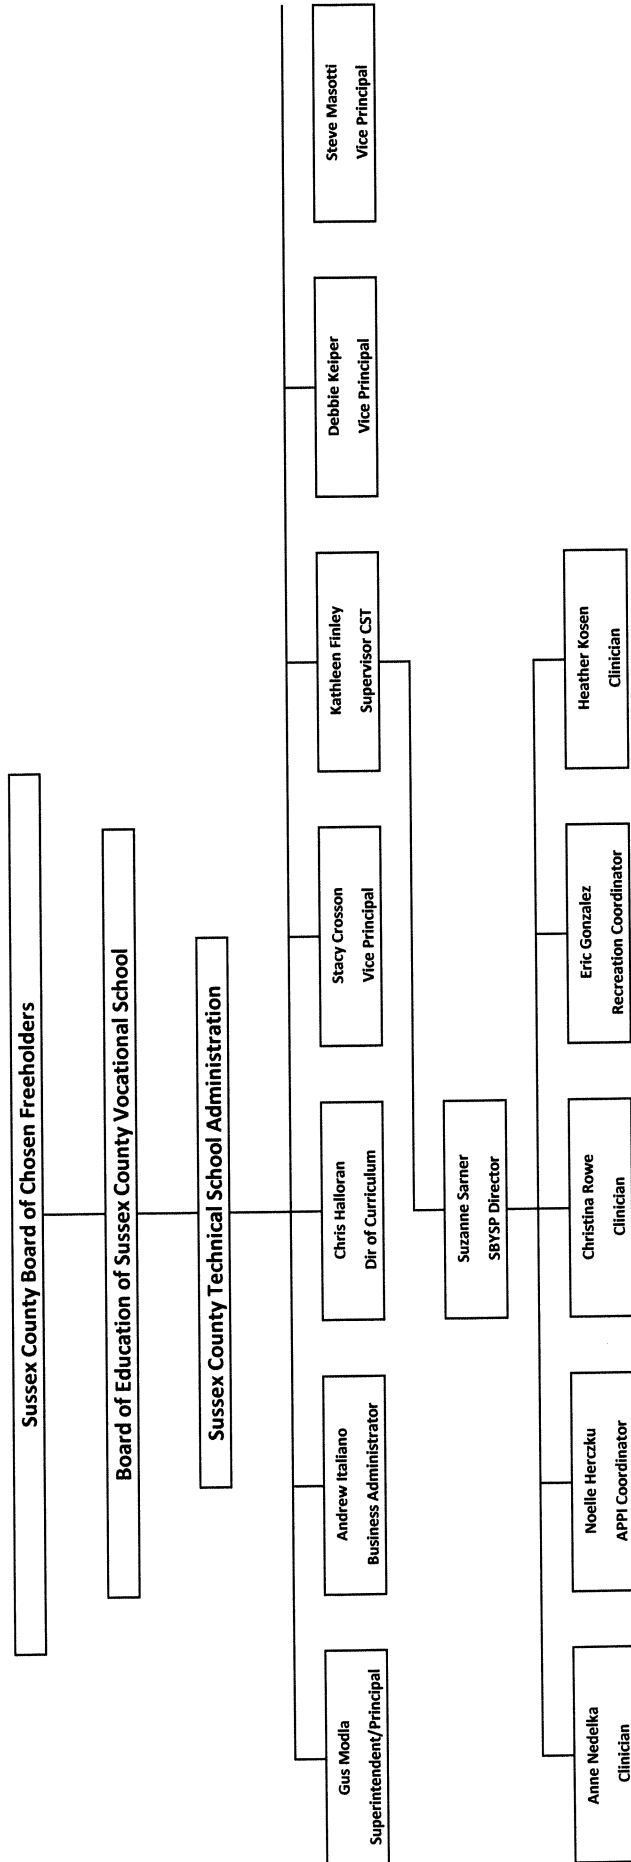 Sussex County Board of Chosen Freeholders
Board of Education of Sussex County Vocational School
Sussex County Technical School Administration
Gus Modla
Superintendent/Principal
Andrew Italiano
Business Administrator
Chris Halloran
Dir of Curriculum
Stacy Crosson
Vice Principal
Kathleen Finley
Supervisor CST
Debbie Keiper
Vice Principal
Steve Masotti
Vice Principal
Suzanne Sarner
SBYSP Director
Anne Nedelka
Clinician
Noelle Herczku
APPI Coordinator
Christina Rowe
Clinician
Eric Gonzalez
Recreation Coordinator
Heather Kosen
Clinician